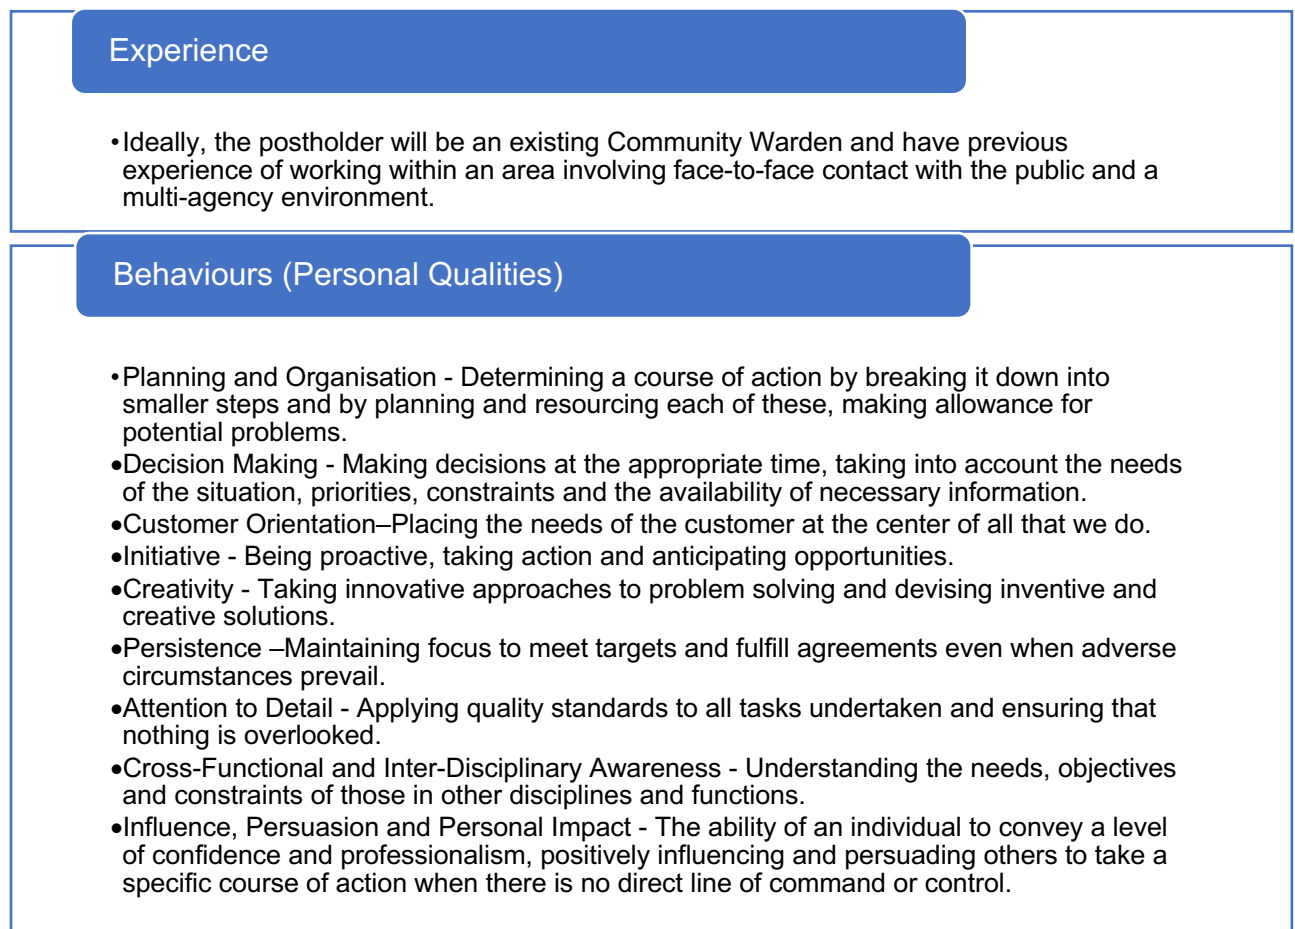 Experience
•Ideally, the postholder will be an existing Community Warden and have previous
experience of working within an area involving face-to-face contact with the public and a
multi-agency environment.
Behaviours (Personal Qualities)
•Planning and Organisation - Determining a course of action by breaking it down into
smaller steps and by planning and resourcing each of these, making allowance for
potential problems.
•Decision Making - Making decisions at the appropriate time, taking into account the needs
of the situation, priorities, constraints and the availability of necessary information.
•Customer Orientation–Placing the needs of the customer at the center of all that we do.
•Initiative - Being proactive, taking action and anticipating opportunities.
•Creativity - Taking innovative approaches to problem solving and devising inventive and
creative solutions.
•Persistence –Maintaining focus to meet targets and fulfill agreements even when adverse
circumstances prevail.
•Attention to Detail - Applying quality standards to all tasks undertaken and ensuring that
nothing is overlooked.
•Cross-Functional and Inter-Disciplinary Awareness - Understanding the needs, objectives
and constraints of those in other disciplines and functions.
•Influence, Persuasion and Personal Impact - The ability of an individual to convey a level
of confidence and professionalism, positively influencing and persuading others to take a
specific course of action when there is no direct line of command or control.